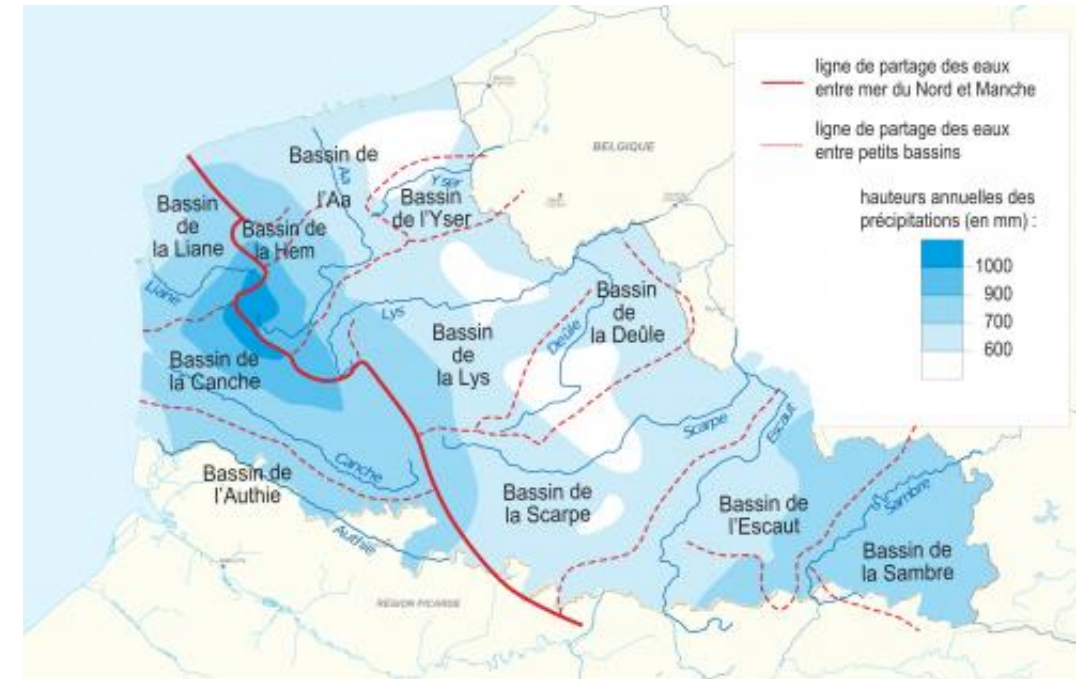 ligne de partage des eaux
entre mer du Nord et Manche
ligne de partage des eaux
entre petits bassins
hauteurs annuelles des
précipitations (en mm) :
1000
900
700
600
BELGIQUE
Bassin de
l'Aa
Aa
Yser
Bassin
de l'Yser
Bassin
de
la Liane
Bassin de
la Hem
Liane
Lys
Bassin
de
la Lys
Deûle
Bassin
de
la Deûle
Bassin de
la Canche
Canche
Scarpe
Escaut
Bassin de
l'Authie
Authie
Bassin de
la Scarpe
Bassin de
l'Escaut
Sambre
Bassin de
la Sambre
RÉGION PICARDIE